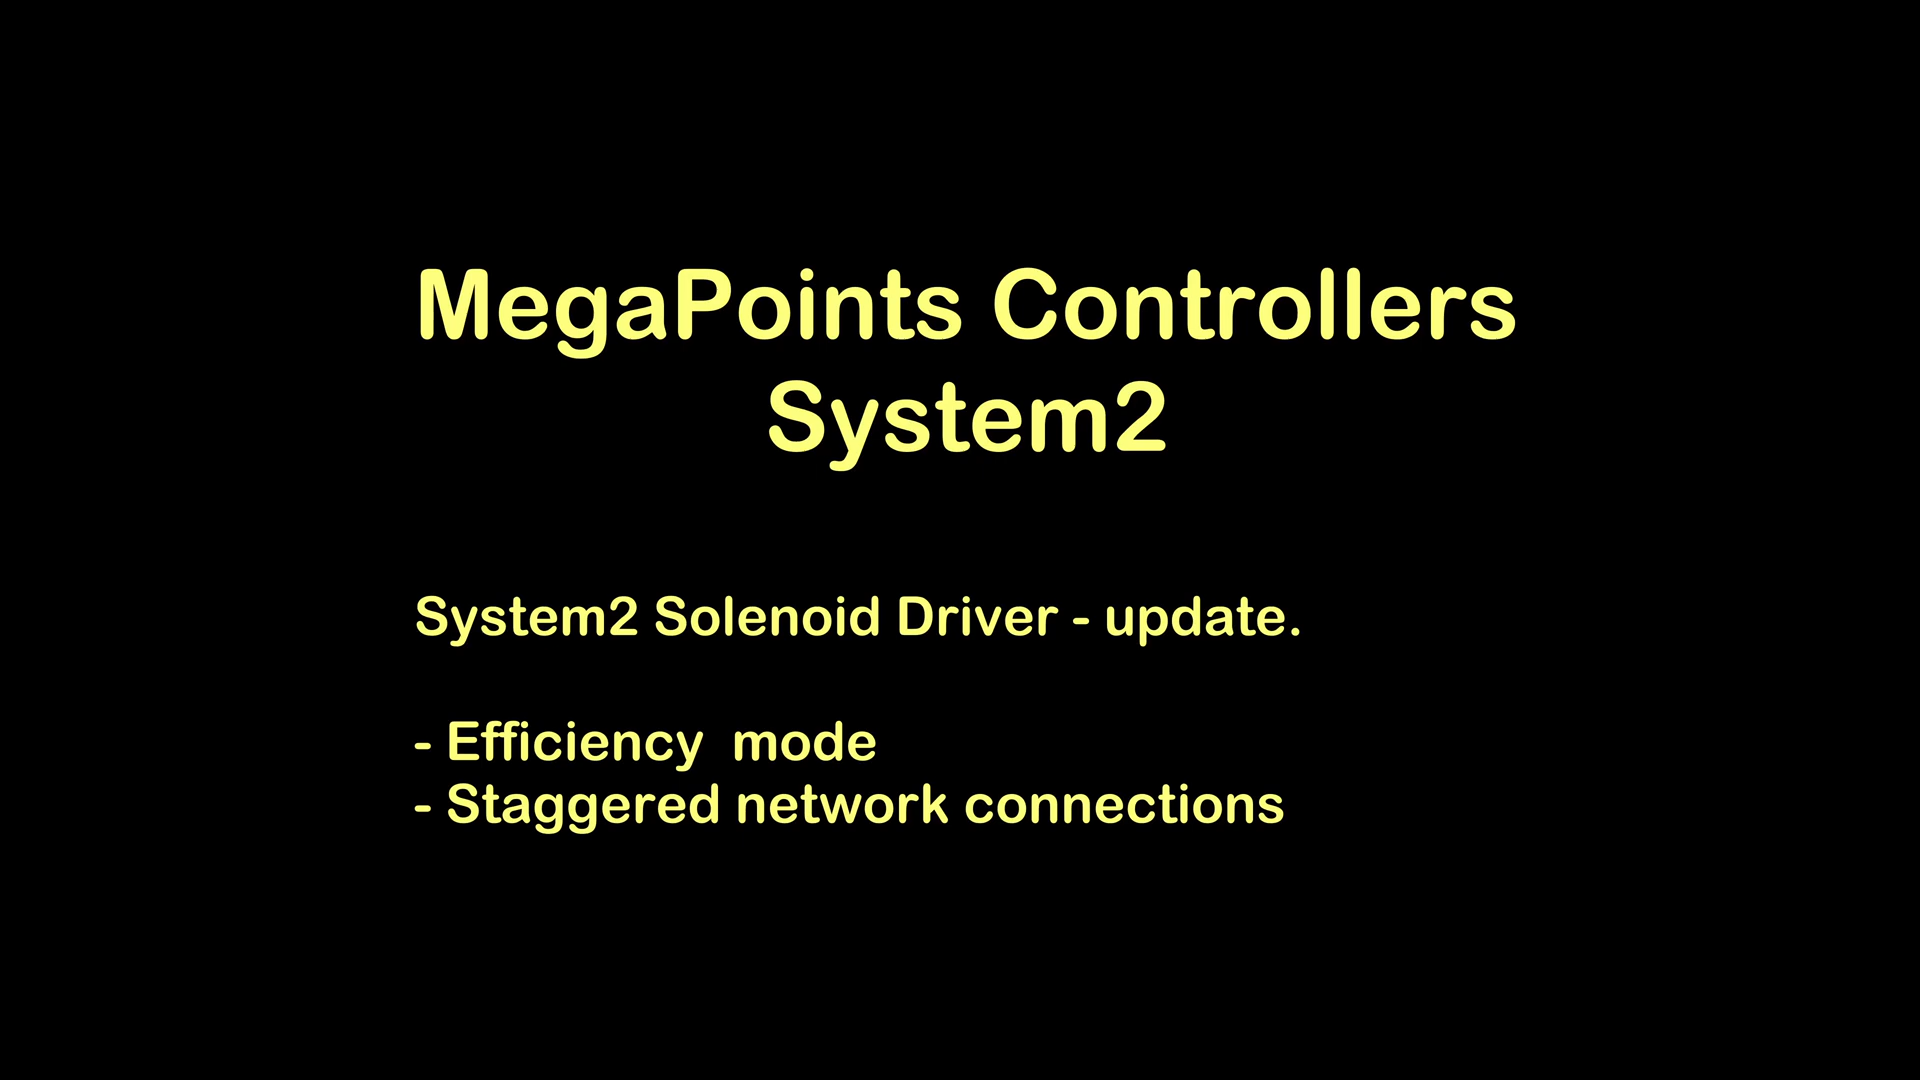 MegaPoints Controllers
System2
System2 Solenoid Driver - update.
- Efficiency  mode
- Staggered network connections